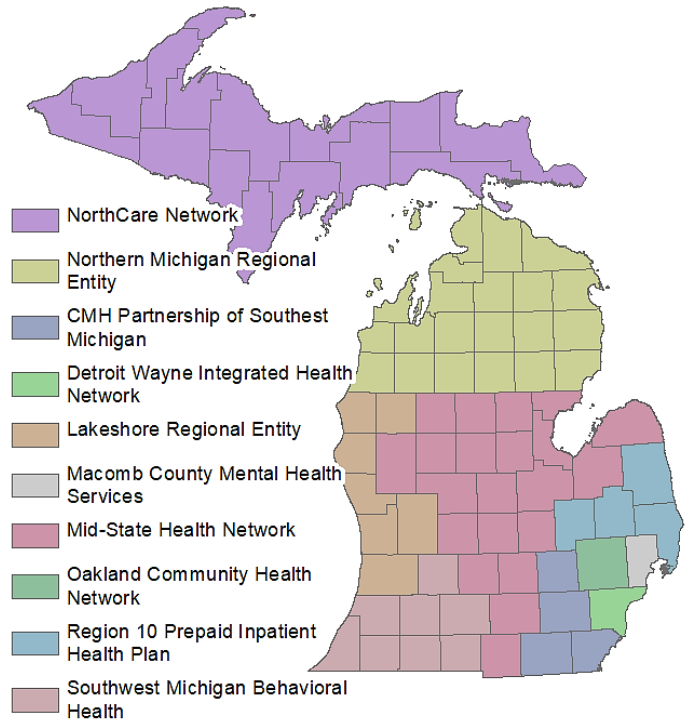 NorthCare Network
Northern Michigan Regional
Entity
CMH Partnership of Southest
Michigan
Detroit Wayne Integrated Health
Network
Lakeshore Regional Entity
Macomb County Mental Health
Services
Mid-State Health Network
Oakland Community Health
Network
Region 10 Prepaid Inpatient
Health Plan
Southwest Michigan Behavioral
Health